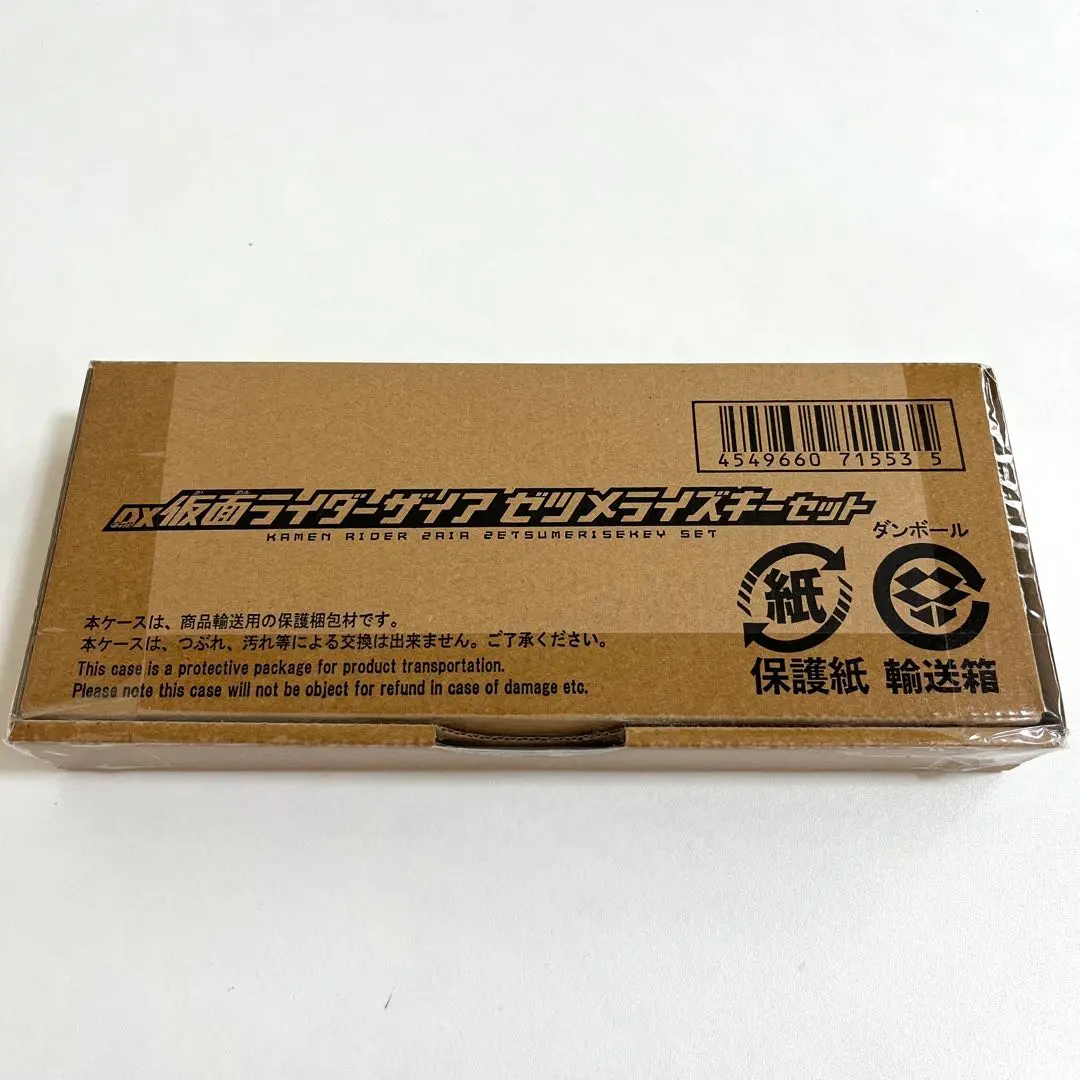 4549660 71553 5
DX仮面ライダーザイア ゼツメライズキーセット
KAMEN RIDER ZAIA ZETSUMERISEKEY SET
ダンボール
紙
保護紙 輸送箱
本ケースは、商品輸送用の保護梱包材です。
本ケースは、つぶれ、汚れ等による交換は出来ません。ご了承ください。
This case is a protective package for product transportation.
Please note this case will not be object for refund in case of damage etc.